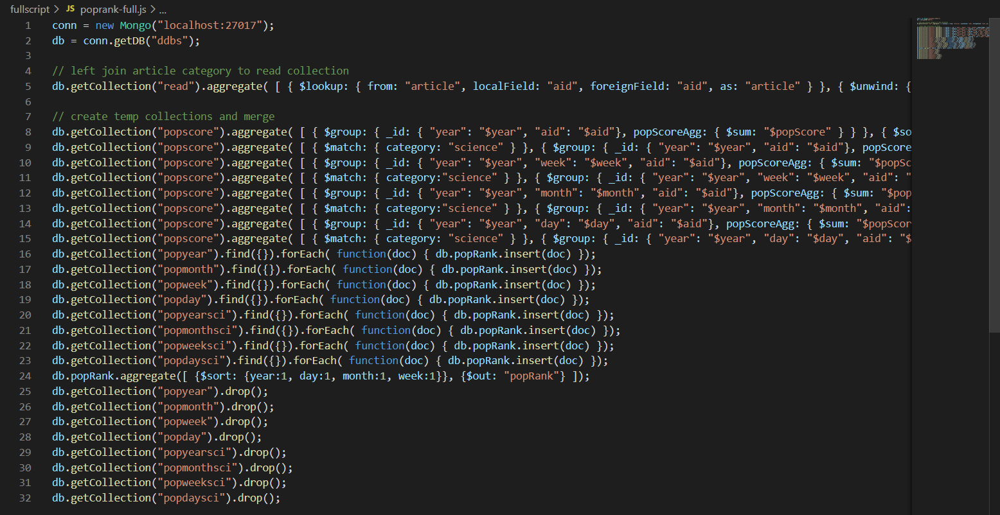 fullscript > JS poprank-full.js > ...
1 conn = new Mongo("localhost:27017");
2 db = conn.getDB("ddbs");
3
4 // left join article category to read collection
5 db.getCollection("read").aggregate( [ { $lookup: { from: "article", localField: "aid", foreignField: "aid", as: "article" } }, { $unwind: {
6
7 // create temp collections and merge
8 db.getCollection("popscore").aggregate( [ { $group: { _id: { "year": "$year", "aid": "$aid"}, popScoreAgg: { $sum: "$popScore" } } }, { $so
9 db.getCollection("popscore").aggregate( [ { $match: { category: "science" } }, { $group: { _id: { "year": "$year", "aid": "$aid"}, popScore
10 db.getCollection("popscore").aggregate( [ { $group: { _id: { "year": "$year", "week": "$week", "aid": "$aid"}, popScoreAgg: { $sum: "$popSc
11 db.getCollection("popscore").aggregate( [ { $match: { category:"science" } }, { $group: { _id: { "year": "$year", "week": "$week", "aid": "
12 db.getCollection("popscore").aggregate( [ { $group: { _id: { "year": "$year", "month": "$month", "aid": "$aid"}, popScoreAgg: { $sum: "$pop
13 db.getCollection("popscore").aggregate( [ { $match: { category:"science" } }, { $group: { _id: { "year": "$year", "month": "$month", "aid":
14 db.getCollection("popscore").aggregate( [ { $group: { _id: { "year": "$year", "day": "$day", "aid": "$aid"}, popScoreAgg: { $sum: "$popScor
15 db.getCollection("popscore").aggregate( [ { $match: { category: "science" } }, { $group: { _id: { "year": "$year", "day": "$day", "aid": "$
16 db.getCollection("popyear").find({}).forEach( function(doc) { db.popRank.insert(doc) });
17 db.getCollection("popmonth").find({}).forEach( function(doc) { db.popRank.insert(doc) });
18 db.getCollection("popweek").find({}).forEach( function(doc) { db.popRank.insert(doc) });
19 db.getCollection("popday").find({}).forEach( function(doc) { db.popRank.insert(doc) });
20 db.getCollection("popyearsci").find({}).forEach( function(doc) { db.popRank.insert(doc) });
21 db.getCollection("popmonthsci").find({}).forEach( function(doc) { db.popRank.insert(doc) });
22 db.getCollection("popweeksci").find({}).forEach( function(doc) { db.popRank.insert(doc) });
23 db.getCollection("popdaysci").find({}).forEach( function(doc) { db.popRank.insert(doc) });
24 db.popRank.aggregate([ {$sort: {year:1, day:1, month:1, week:1}}, {$out: "popRank"} ]);
25 db.getCollection("popyear").drop();
26 db.getCollection("popmonth").drop();
27 db.getCollection("popweek").drop();
28 db.getCollection("popday").drop();
29 db.getCollection("popyearsci").drop();
30 db.getCollection("popmonthsci").drop();
31 db.getCollection("popweeksci").drop();
32 db.getCollection("popdaysci").drop();